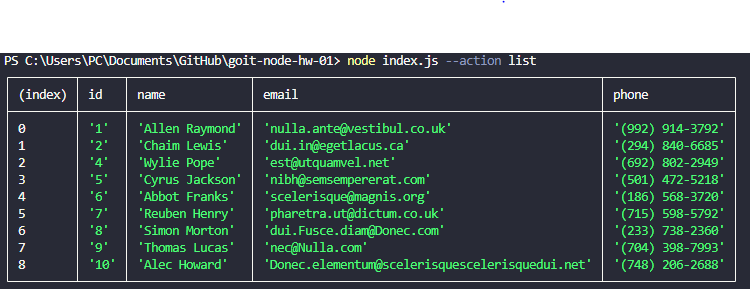 PS C:\Users\PC\Documents\GitHub\goit-node-hw-01> node index.js --action list
(index) id name email phone
0 '1' 'Allen Raymond' 'nulla.ante@vestibul.co.uk' '(992) 914-3792'
1 '2' 'Chaim Lewis' 'dui.in@egetlacus.ca' '(294) 840-6685'
2 '4' 'Wylie Pope' 'est@utquamvel.net' '(692) 802-2949'
3 '5' 'Cyrus Jackson' 'nibh@semsempererat.com' '(501) 472-5218'
4 '6' 'Abbot Franks' 'scelerisque@magnis.org' '(186) 568-3720'
5 '7' 'Reuben Henry' 'pharetra.ut@dictum.co.uk' '(715) 598-5792'
6 '8' 'Simon Morton' 'dui.Fusce.diam@Donec.com' '(233) 738-2360'
7 '9' 'Thomas Lucas' 'nec@Nulla.com' '(704) 398-7993'
8 '10' 'Alec Howard' 'Donec.elementum@scelerisquescelerisquedui.net' '(748) 206-2688'